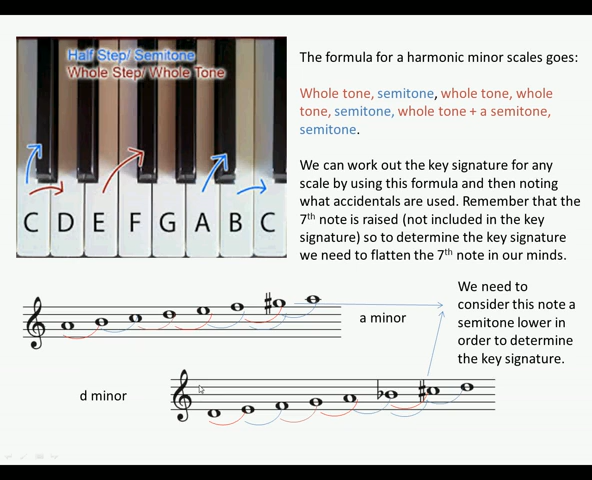 Half Step/ Semitone
Whole Step/ Whole Tone
C D E F G A B C
The formula for a harmonic minor scales goes:
Whole tone, semitone, whole tone, whole
tone, semitone, whole tone + a semitone,
semitone.
We can work out the key signature for any
scale by using this formula and then noting
what accidentals are used. Remember that the
7th note is raised (not included in the key
signature) so to determine the key signature
we need to flatten the 7th note in our minds.
We need to
consider this note a
semitone lower in
order to determine
the key signature.
a minor
d minor